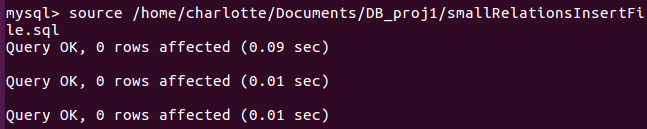 mysql> source /home/charlotte/Documents/DB_proj1/smallRelationsInsertFi
le.sql
Query OK, 0 rows affected (0.09 sec)
Query OK, 0 rows affected (0.01 sec)
Query OK, 0 rows affected (0.01 sec)